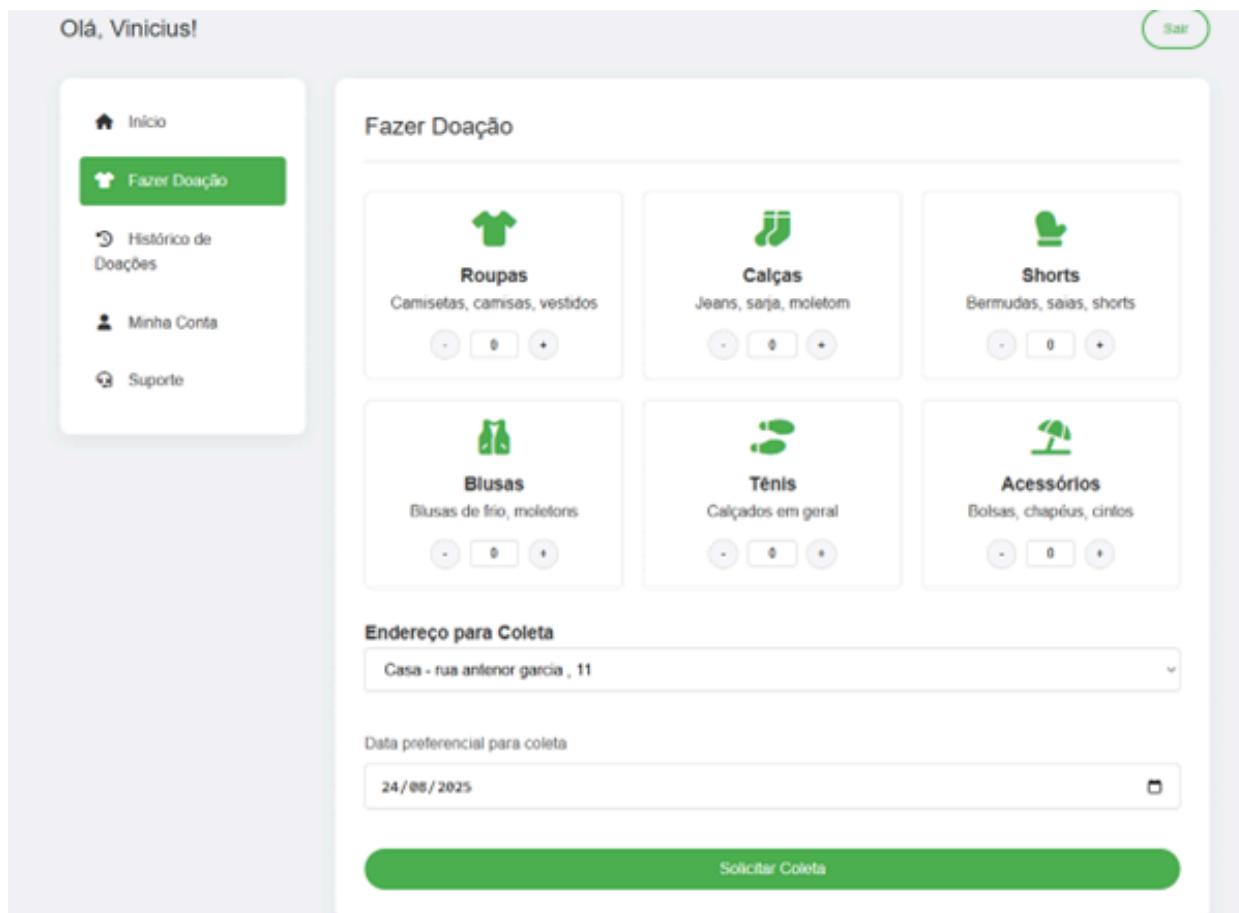 Olá, Vinicius!
Sair
Início
Fazer Doação
Histórico de
Doações
Minha Conta
Suporte
Fazer Doação
Roupas
Camisetas, camisas, vestidos
- 0 +
Calças
Jeans, sarja, moletom
- 0 +
Shorts
Bermudas, saias, shorts
- 0 +
Blusas
Blusas de frio, moletons
- 0 +
Tênis
Calçados em geral
- 0 +
Acessórios
Bolsas, chapéus, cintos
- 0 +
Endereço para Coleta
Casa - rua antenor garcia , 11
Data preferencial para coleta
24/08/2025
Solicitar Coleta